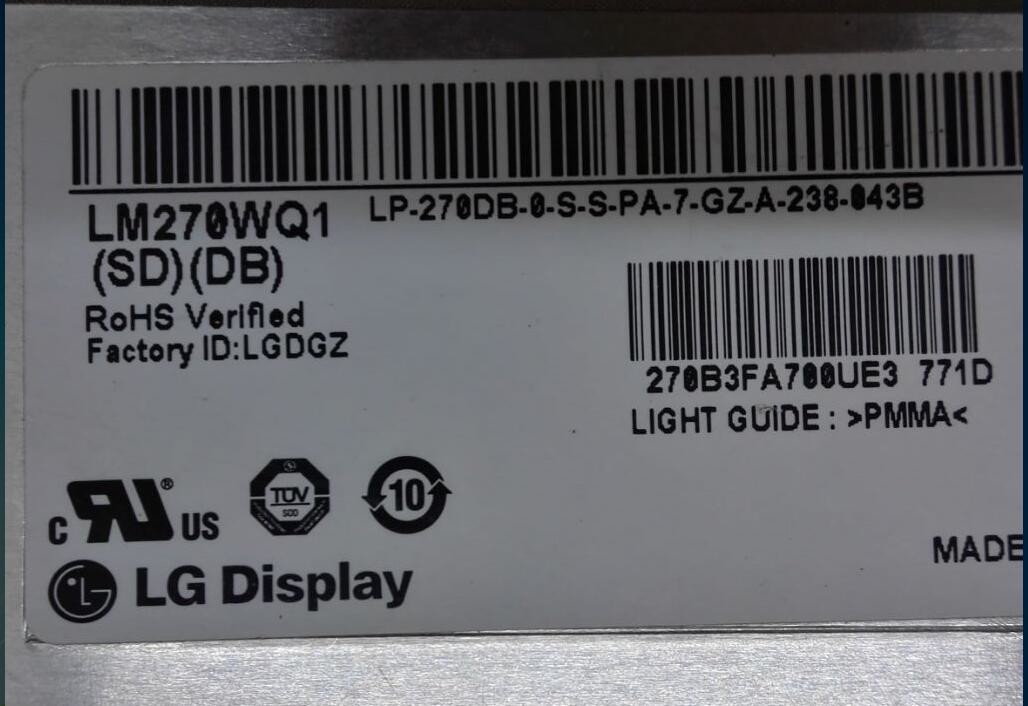 LM270WQ1
(SD)(DB)
LP-270DB-0-S-S-PA-7-GZ-A-238-043B
RoHS Verified
Factory ID:LGDGZ
270B3FA700UE3 771D
LIGHT GUIDE : >PMMA<
C RU® US
TÜV
10
MADE
LG Display